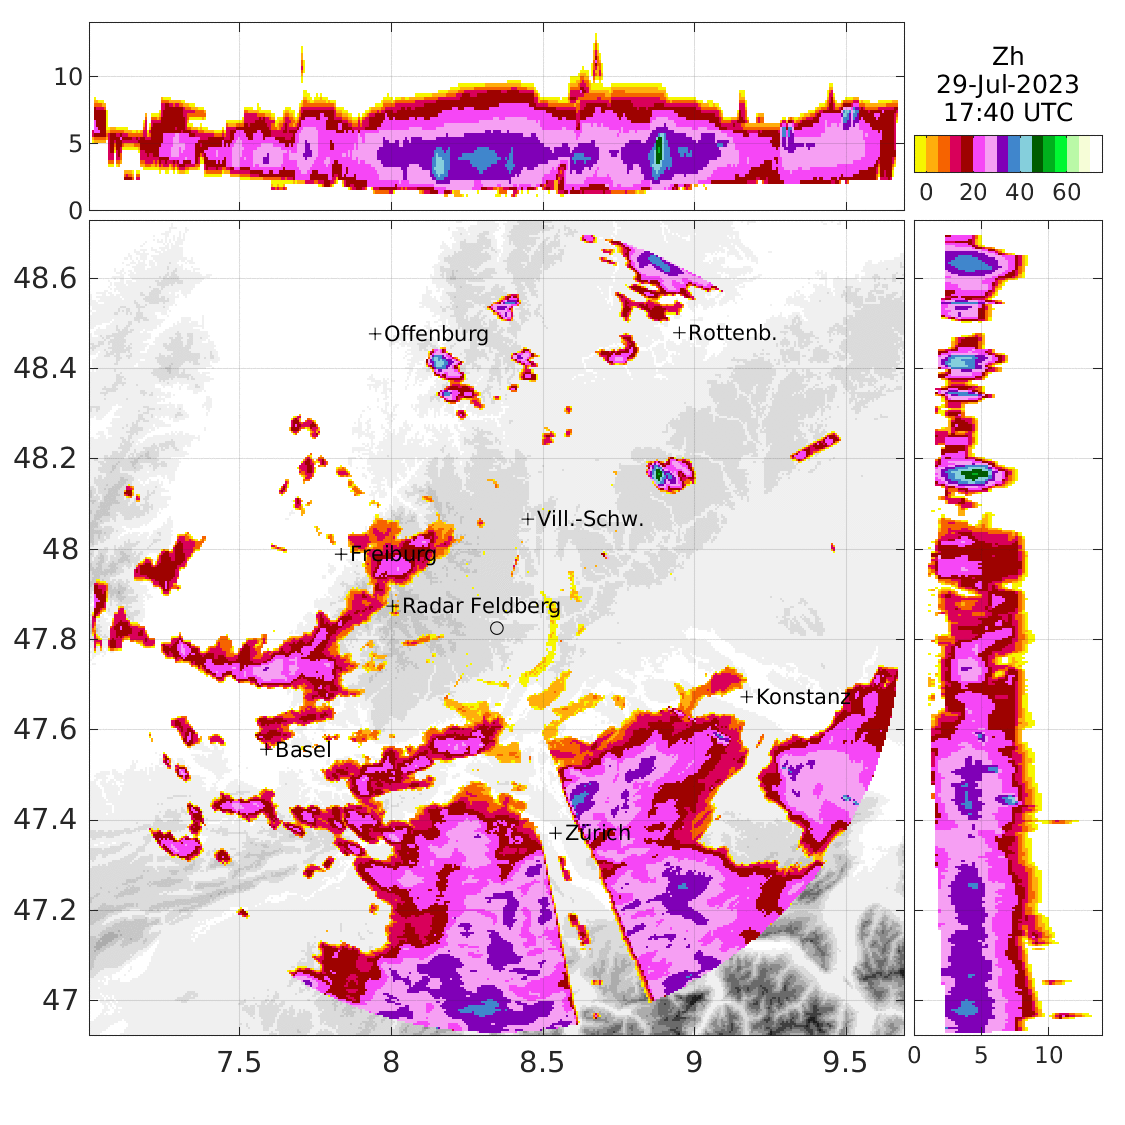 10
5
0
Zh
29-Jul-2023
17:40 UTC
0 20 40 60
48.6
+Offenburg
+Rottenb.
48.4
48.2
+Vill.-Schw.
48
+Freiburg
+Radar Feldberg
47.8
+Konstanz
47.6
+Basel
47.4
+Zürich
47.2
47
7.5 8 8.5 9 9.5
0 5 10